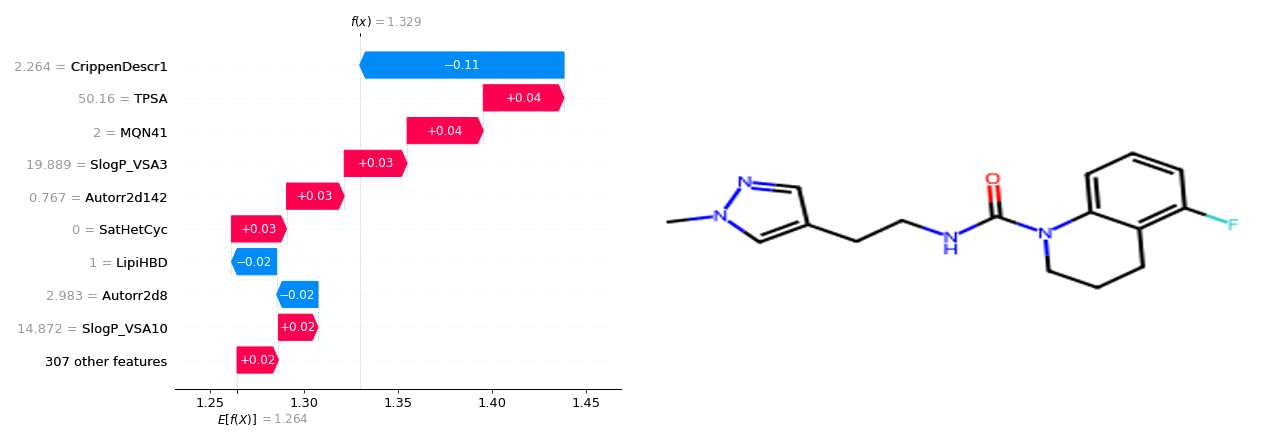 f(x) = 1.329
2.264 = CrippenDescr1
−0.11
50.16 = TPSA
+0.04
2 = MQN41
+0.04
19.889 = SlogP_VSA3
+0.03
0.767 = Autorr2d142
+0.03
0 = SatHetCyc
+0.03
1 = LipiHBD
−0.02
2.983 = Autorr2d8
−0.02
14.872 = SlogP_VSA10
+0.02
307 other features
+0.02
1.25 1.30 1.35 1.40 1.45
E[f(X)] = 1.264
N
N
N
H
O
N
F